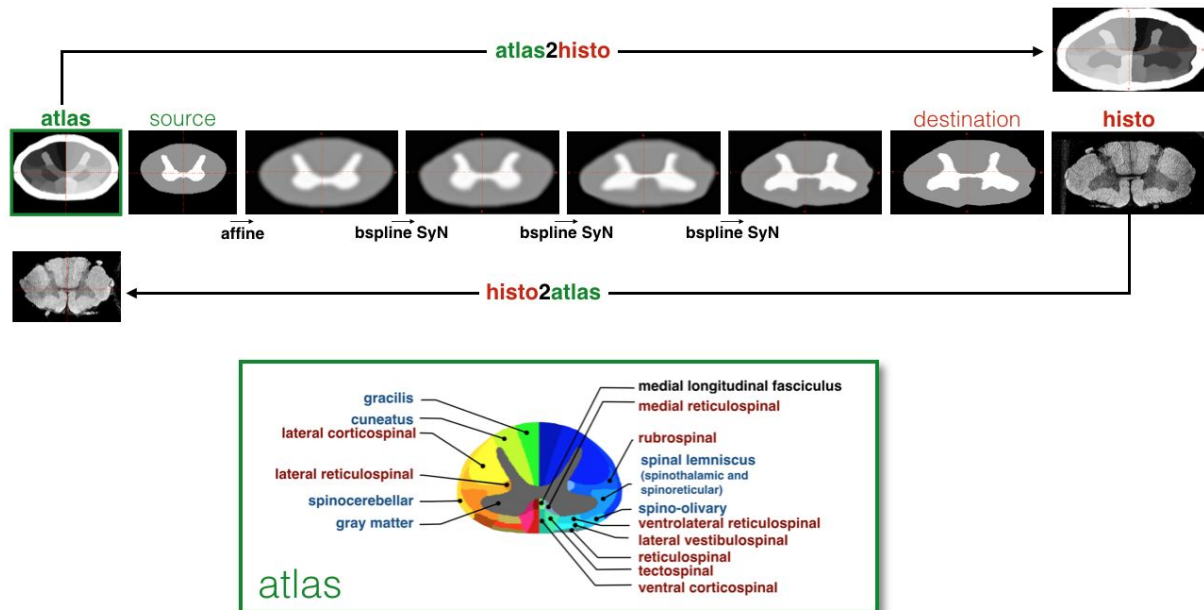 atlas2histo
atlas
source
destination
histo
affine
bspline SyN
bspline SyN
bspline SyN
histo2atlas
gracilis
cuneatus
lateral corticospinal
lateral reticulospinal
spinocerebellar
gray matter
medial longitudinal fasciculus
medial reticulospinal
rubrospinal
spinal lemniscus
(spinothalamic and
spinoreticular)
spino-olivary
ventrolateral reticulospinal
lateral vestibulospinal
reticulospinal
tectospinal
ventral corticospinal
atlas